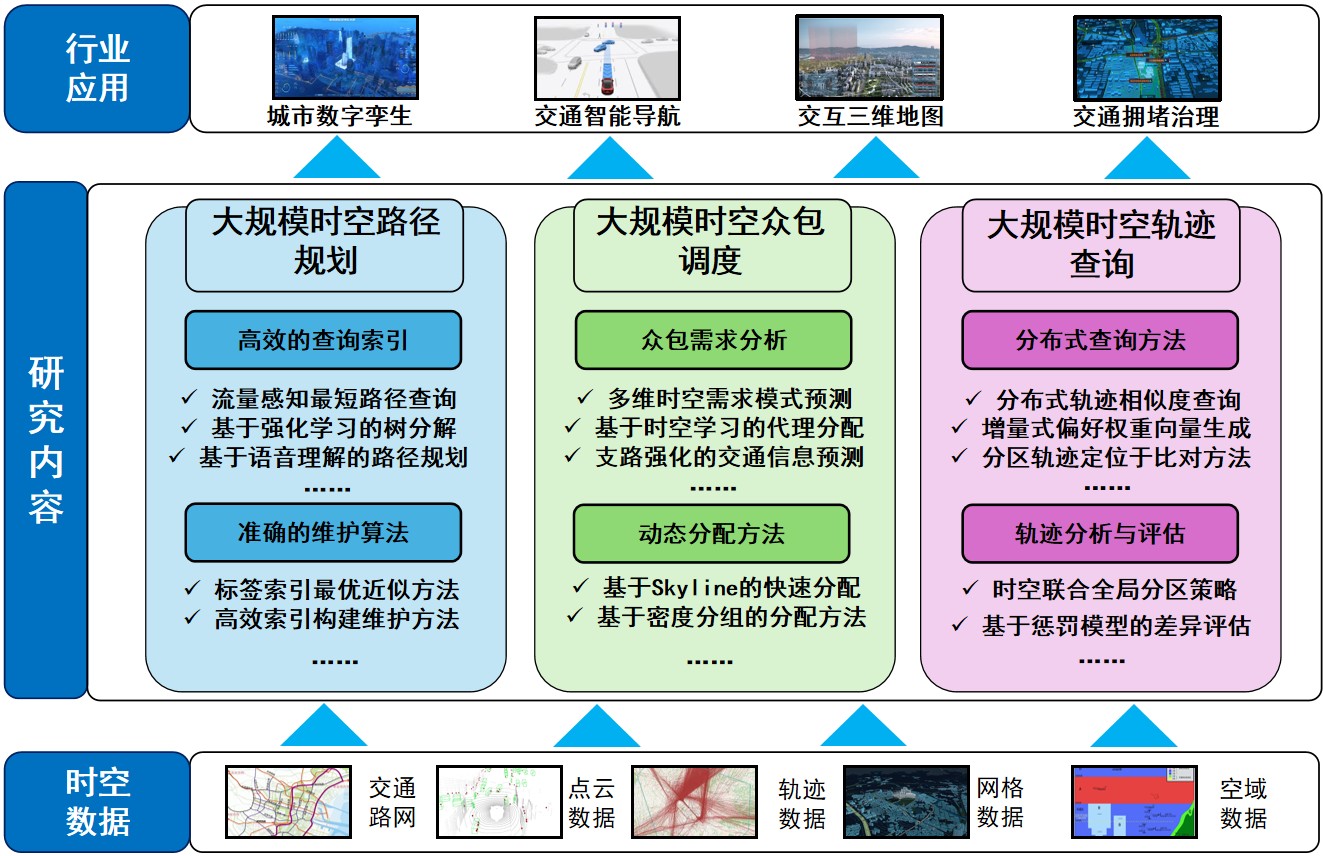 行业
应用
城市数字孪生
交通智能导航
交互三维地图
交通拥堵治理
研
究
内
容
大规模时空路径
规划
高效的查询索引
✓ 流量感知最短路径查询
✓ 基于强化学习的树分解
✓ 基于语音理解的路径规划
……
准确的维护算法
✓ 标签索引最优近似方法
✓ 高效索引构建维护方法
……
大规模时空众包
调度
众包需求分析
✓ 多维时空需求模式预测
✓ 基于时空学习的代理分配
✓ 支路强化的交通信息预测
……
动态分配方法
✓ 基于Skyline的快速分配
✓ 基于密度分组的分配方法
……
大规模时空轨迹
查询
分布式查询方法
✓ 分布式轨迹相似度查询
✓ 增量式偏好权重向量生成
✓ 分区轨迹定位于比对方法
……
轨迹分析与评估
✓ 时空联合全局分区策略
✓ 基于惩罚模型的差异评估
……
时空
数据
交通
路网
点云
数据
轨迹
数据
网格
数据
空域
数据